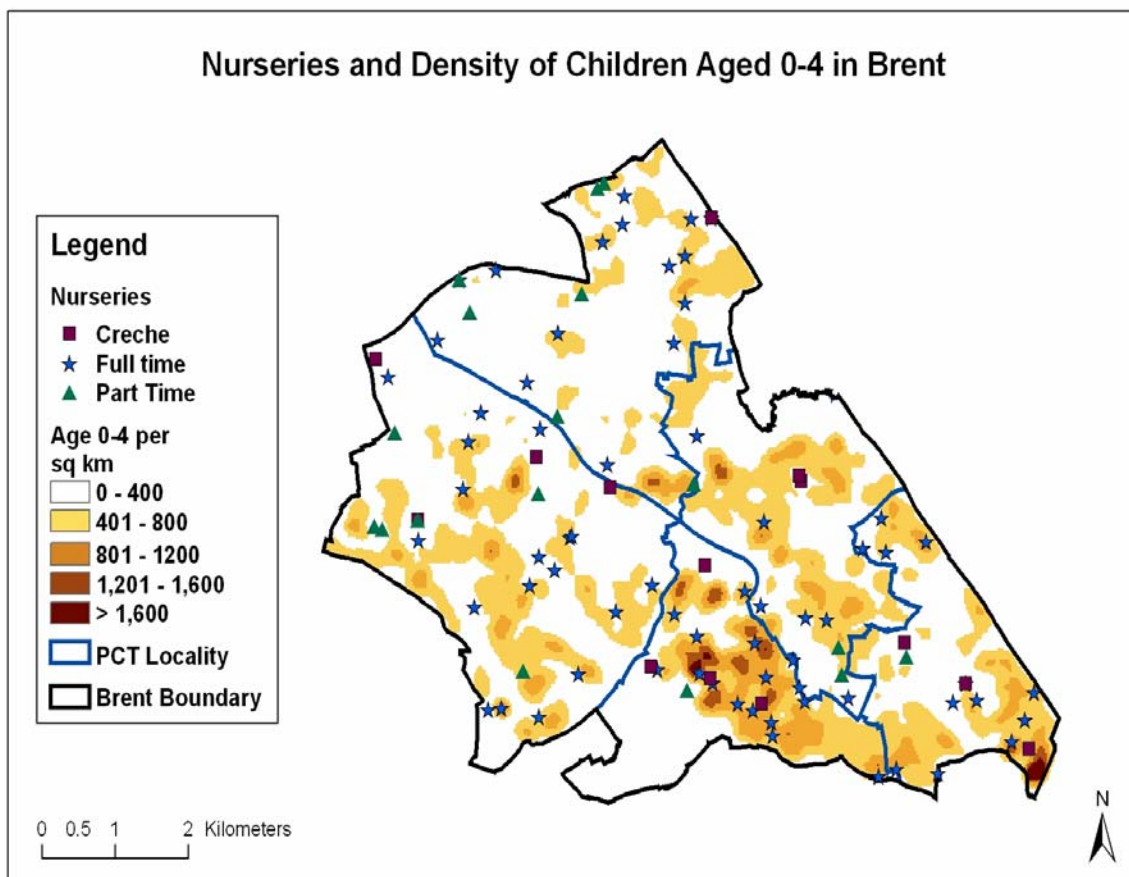 Nurseries and Density of Children Aged 0-4 in Brent
Legend
Nurseries
Creche
Full time
Part Time
Age 0-4 per
sq km
0 - 400
401 - 800
801 - 1200
1,201 - 1,600
> 1,600
PCT Locality
Brent Boundary
0 0.5 1 2 Kilometers
N